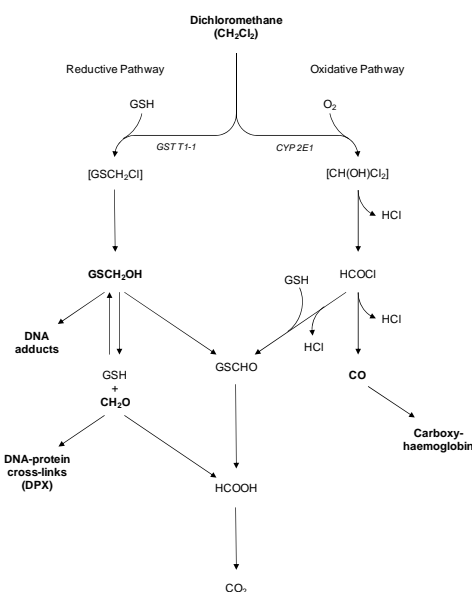 Dichloromethane
(CH₂Cl₂)
Reductive Pathway
Oxidative Pathway
GSH
O₂
GST T1-1
CYP 2E1
[GSCH₂Cl]
[CH(OH)Cl₂]
HCl
GSCH₂OH
GSH
HCOCl
DNA
adducts
HCl
HCl
GSH
+
CH₂O
GSCHO
CO
DNA-protein
cross-links
(DPX)
Carboxy-
haemoglobin
HCOOH
CO₂